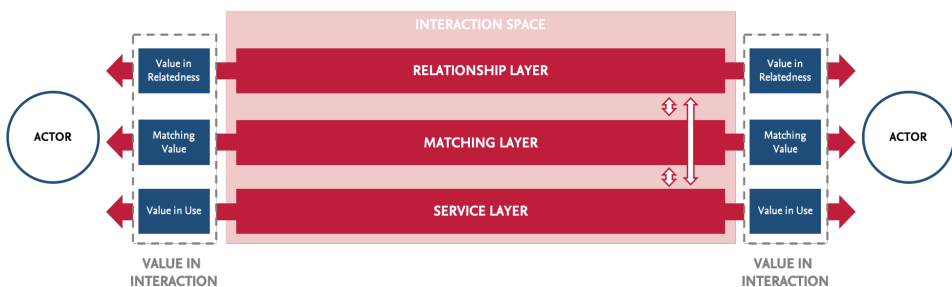 INTERACTION SPACE
Value in
Relatedness
RELATIONSHIP LAYER
Value in
Relatedness
ACTOR
Matching
Value
MATCHING LAYER
Matching
Value
ACTOR
Value in Use
SERVICE LAYER
Value in Use
VALUE IN
INTERACTION
VALUE IN
INTERACTION